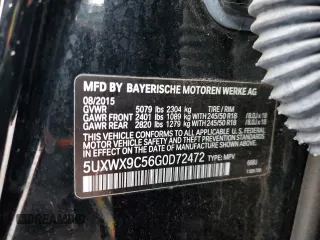 MFD BY BAYERISCHE MOTOREN WERKE AG
08/2015
GVWR 5079 lbs 2304 kg TIRE / RIM
GAWR FRONT 2401 lbs 1089 kg WITH 245/50 R18
GAWR REAR 2820 lbs 1279 kg WITH 245/50 R18
THIS VEHICLE CONFORMS TO ALL APPLICABLE
FEDERAL MOTOR VEHICLE SAFETY AND
THEFT PREVENTION STANDARDS IN EFFECT ON THE
DATE OF MANUFACTURE SHOWN ABOVE.
5UXWX9C56G0D72472 TYPE: MPV